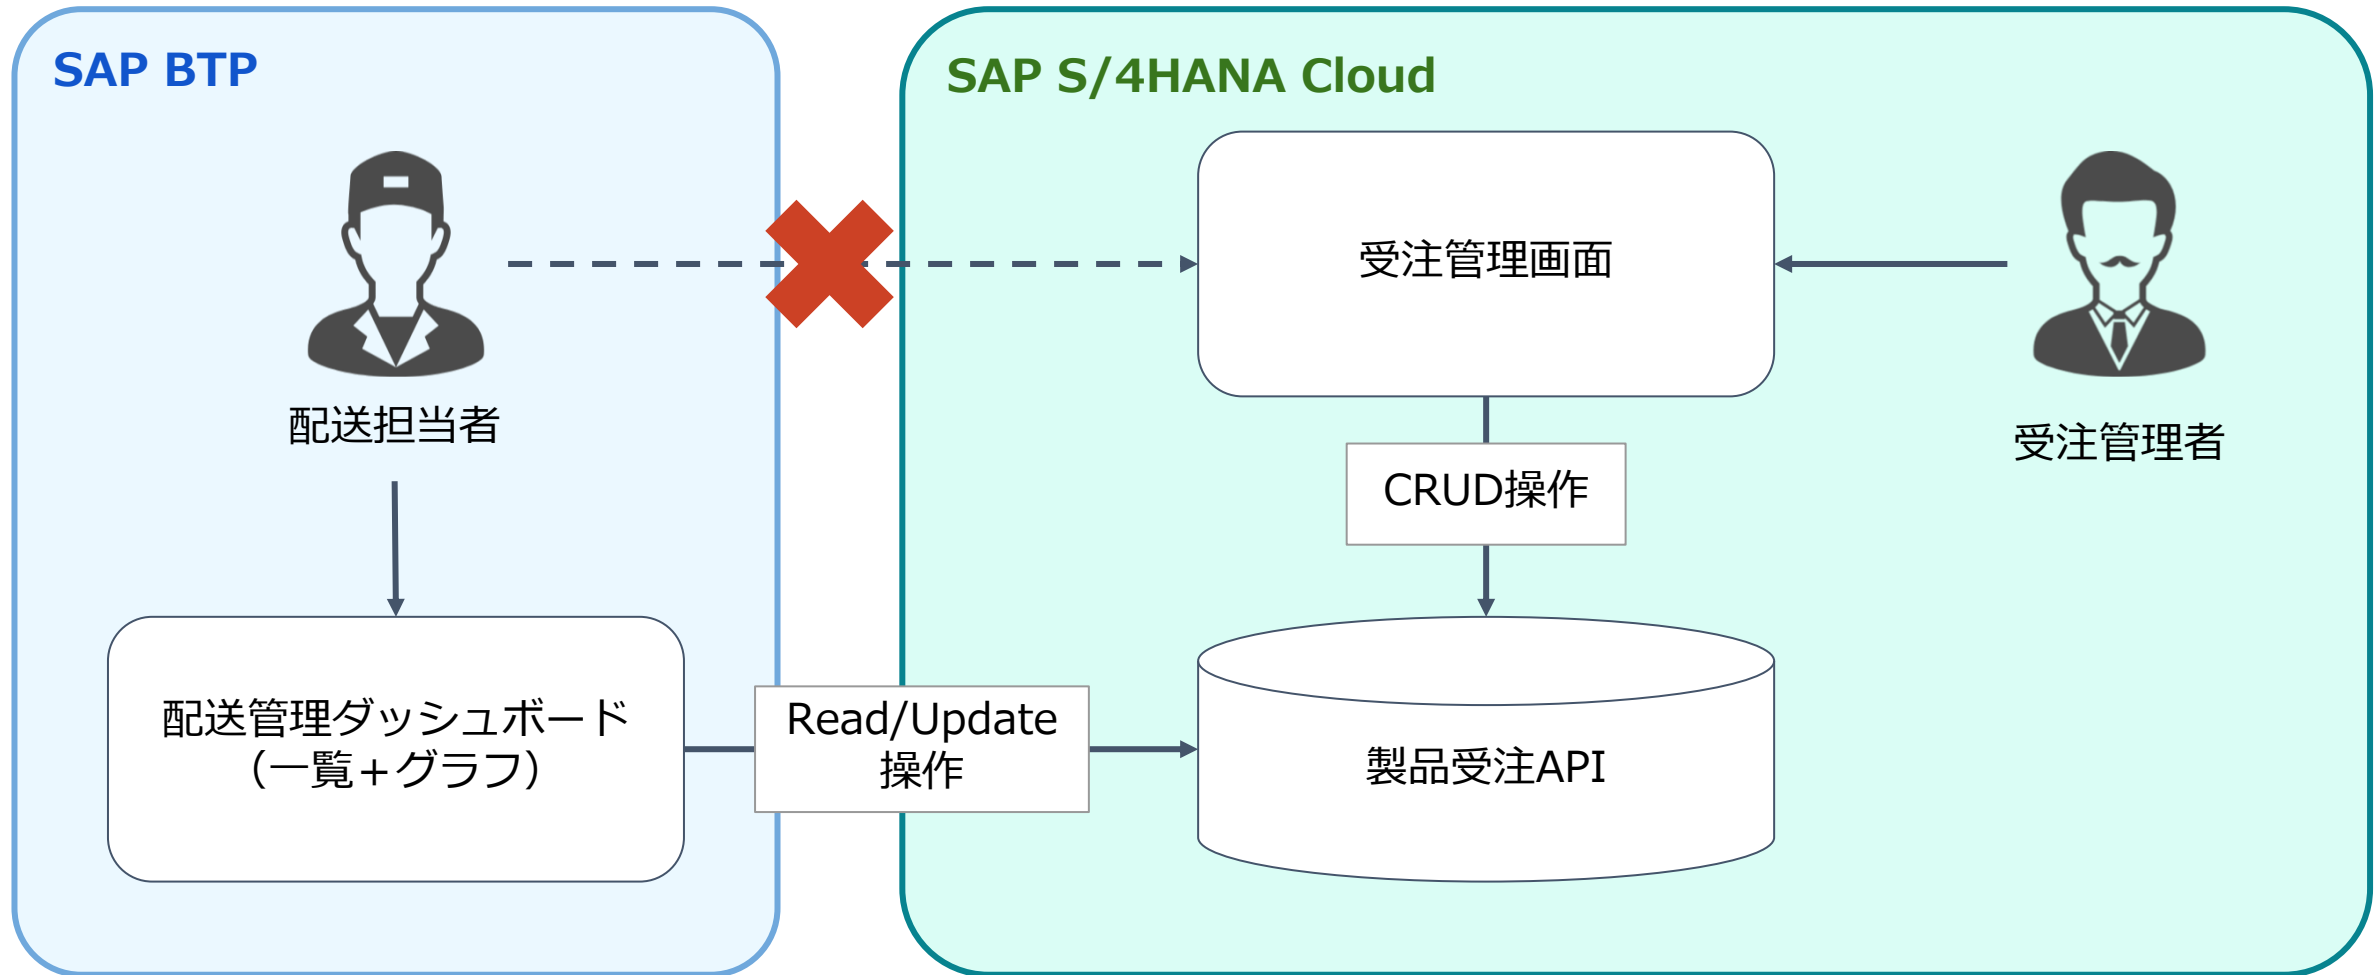 SAP BTP
SAP S/4HANA Cloud
受注管理画面
配送担当者
受注管理者
CRUD操作
配送管理ダッシュボード
（一覧+グラフ）
Read/Update
操作
製品受注API